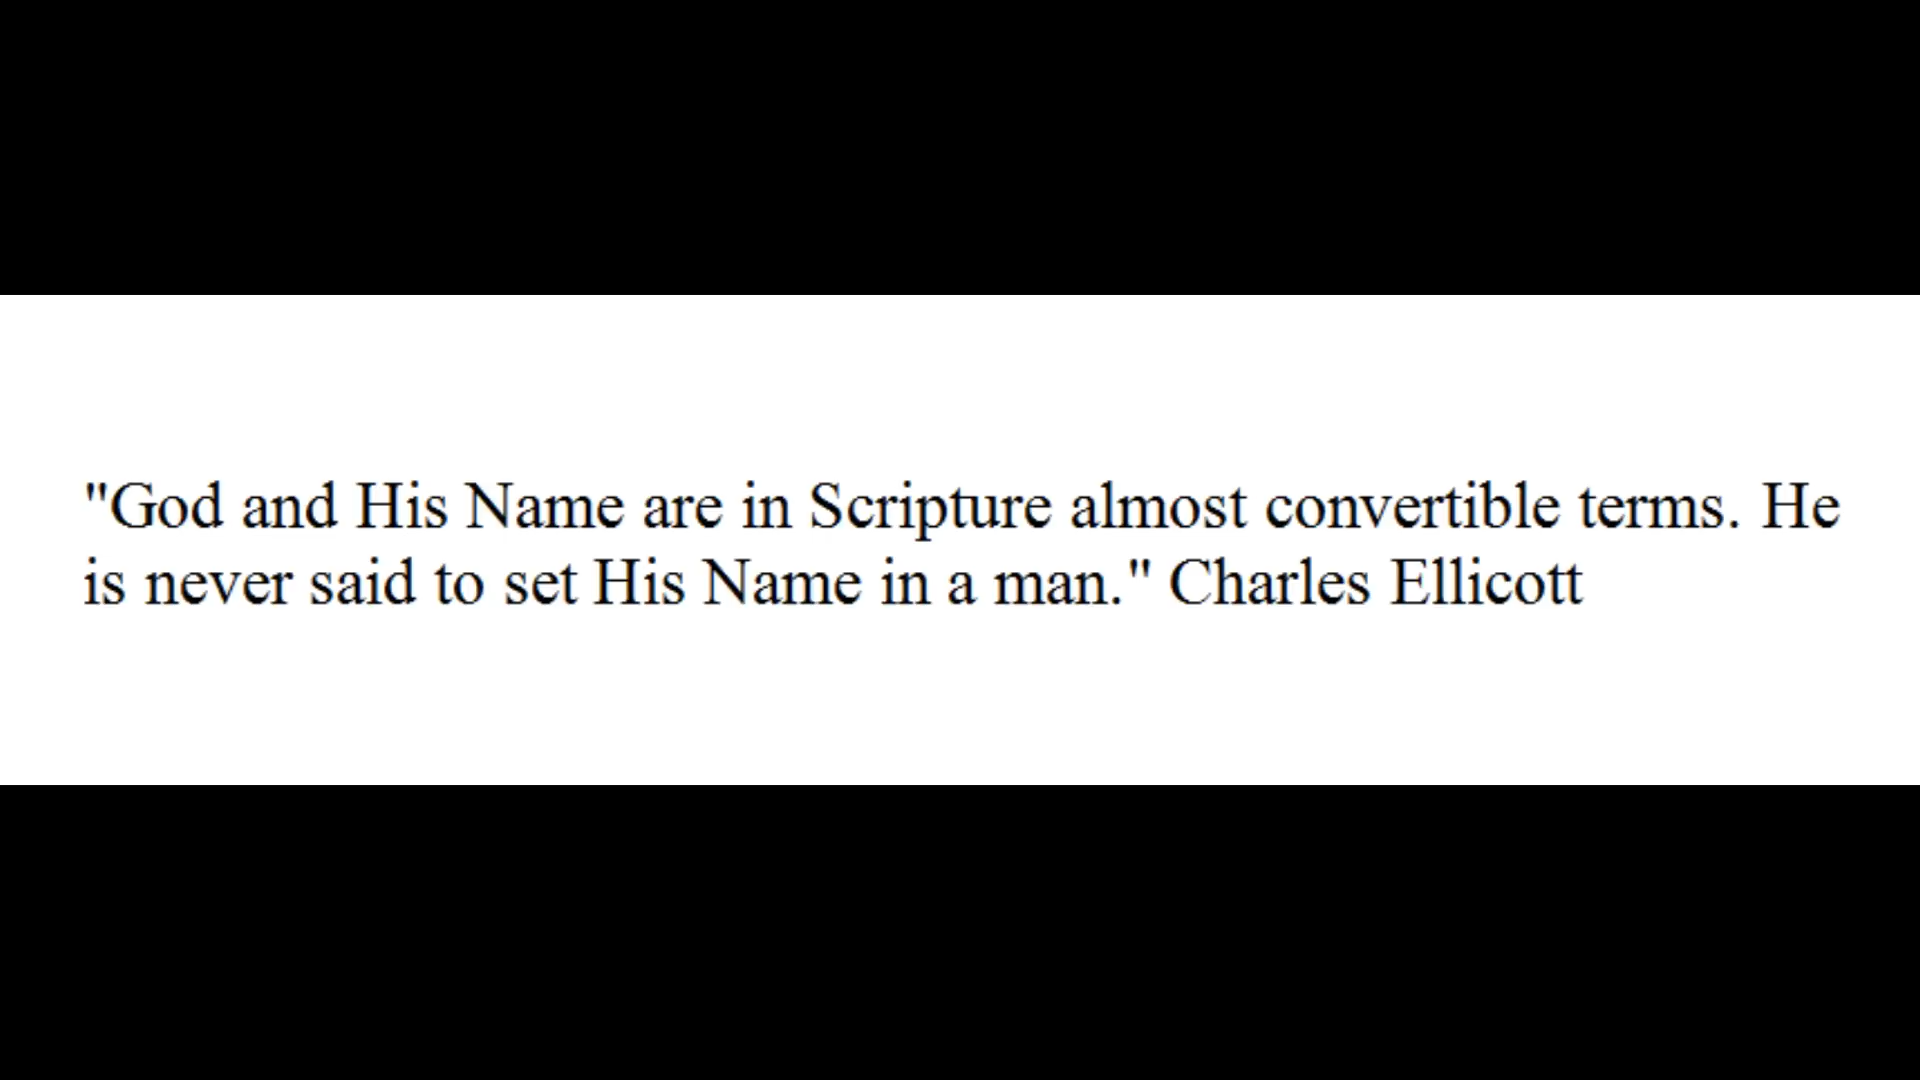 "God and His Name are in Scripture almost convertible terms. He
is never said to set His Name in a man." Charles Ellicott